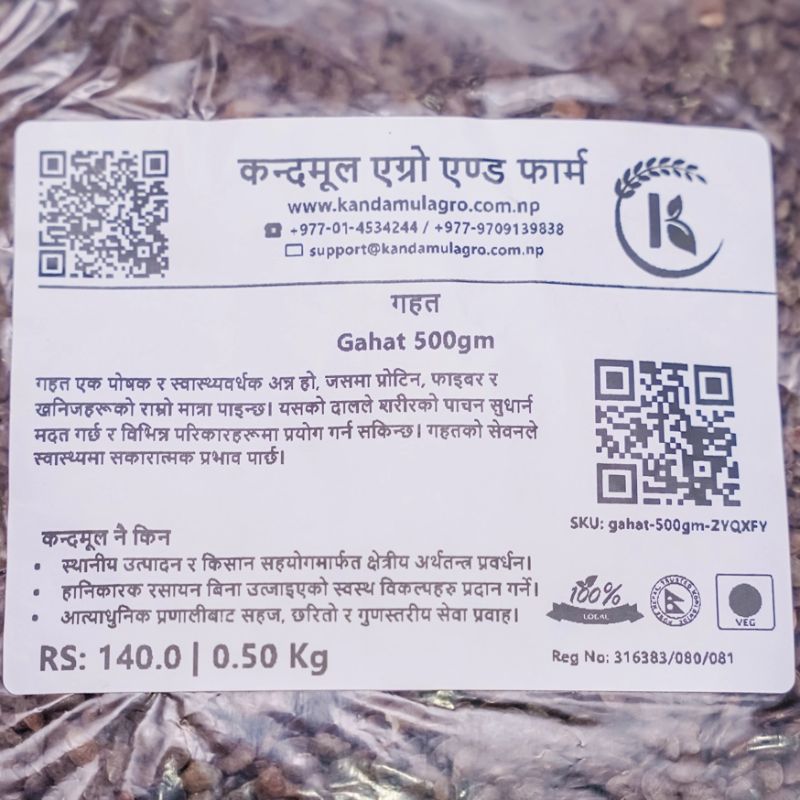 कन्दमूल एग्रो एण्ड फार्म
www.kandamulagro.com.np
+977-01-4534244 / +977-9709139838
support@kandamulagro.com.np
गहत
Gahat 500gm
गहत एक पोषक र स्वास्थ्यवर्धक अन्न हो, जसमा प्रोटिन, फाइबर र
खनिजहरूको राम्रो मात्रा पाइन्छ। यसको दालले शरीरको पाचन सुधार्न
मदत गर्छ र विभिन्न परिकारहरूमा प्रयोग गर्न सकिन्छ। गहतको सेवनले
स्वास्थ्यमा सकारात्मक प्रभाव पार्छ।
SKU: gahat-500gm-ZYQXFY
कन्दमूल नै किन
• स्थानीय उत्पादन र किसान सहयोगमार्फत क्षेत्रीय अर्थतन्त्र प्रवर्धन।
• हानिकारक रसायन बिना उब्जाइएको स्वस्थ विकल्पहरु प्रदान गर्ने।
• आत्याधुनिक प्रणालीबाट सहज, छरितो र गुणस्तरीय सेवा प्रवाह।
100%
LOCAL
VEG
RS: 140.0 | 0.50 Kg
Reg No: 316383/080/081